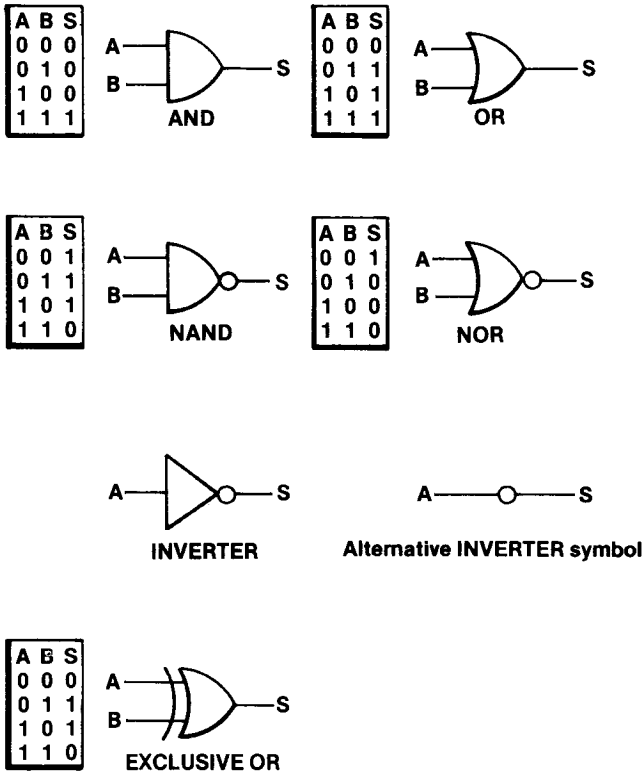 A B S
0 0 0
0 1 0
1 0 0
1 1 1
A
B
S
AND
A B S
0 0 0
0 1 1
1 0 1
1 1 1
A
B
S
OR
A B S
0 0 1
0 1 1
1 0 1
1 1 0
A
B
S
NAND
A B S
0 0 1
0 1 0
1 0 0
1 1 0
A
B
S
NOR
A
S
INVERTER
A
S
Alternative INVERTER symbol
A B S
0 0 0
0 1 1
1 0 1
1 1 0
A
B
S
EXCLUSIVE OR